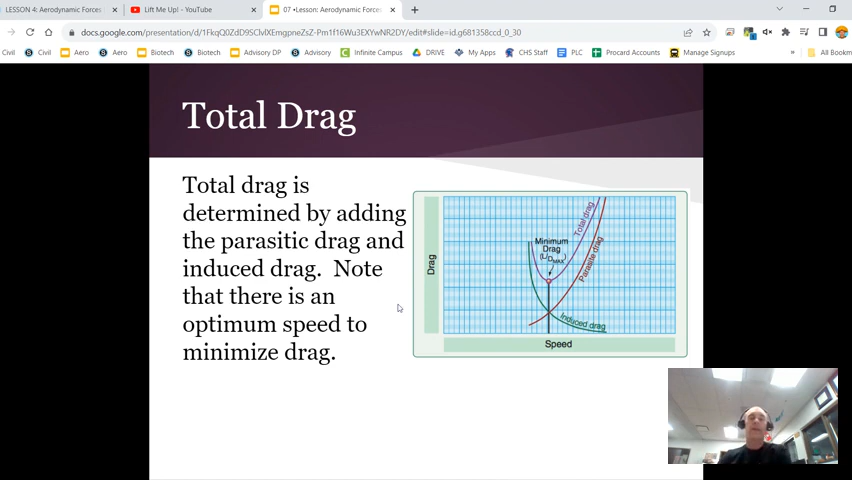 LESSON 4: Aerodynamic Forces
Lift Me Up! - YouTube
07 •Lesson: Aerodynamic Forces
docs.google.com/presentation/d/1FkqQ0ZdD9SClvlXEmgpneZsZ-Pm1f16Wu3EXYwNR2DY/edit#slide=id.g681358ccd_0_30
Civil Civil Aero Aero Biotech Biotech Advisory DP Advisory Infinite Campus DRIVE My Apps CHS Staff PLC Procard Accounts Manage Signups All Bookm
Total Drag
Total drag is
determined by adding
the parasitic drag and
induced drag. Note
that there is an
optimum speed to
minimize drag.
Drag
Minimum
Drag
(L/DMAX)
Total drag
Parasite drag
Induced drag
Speed